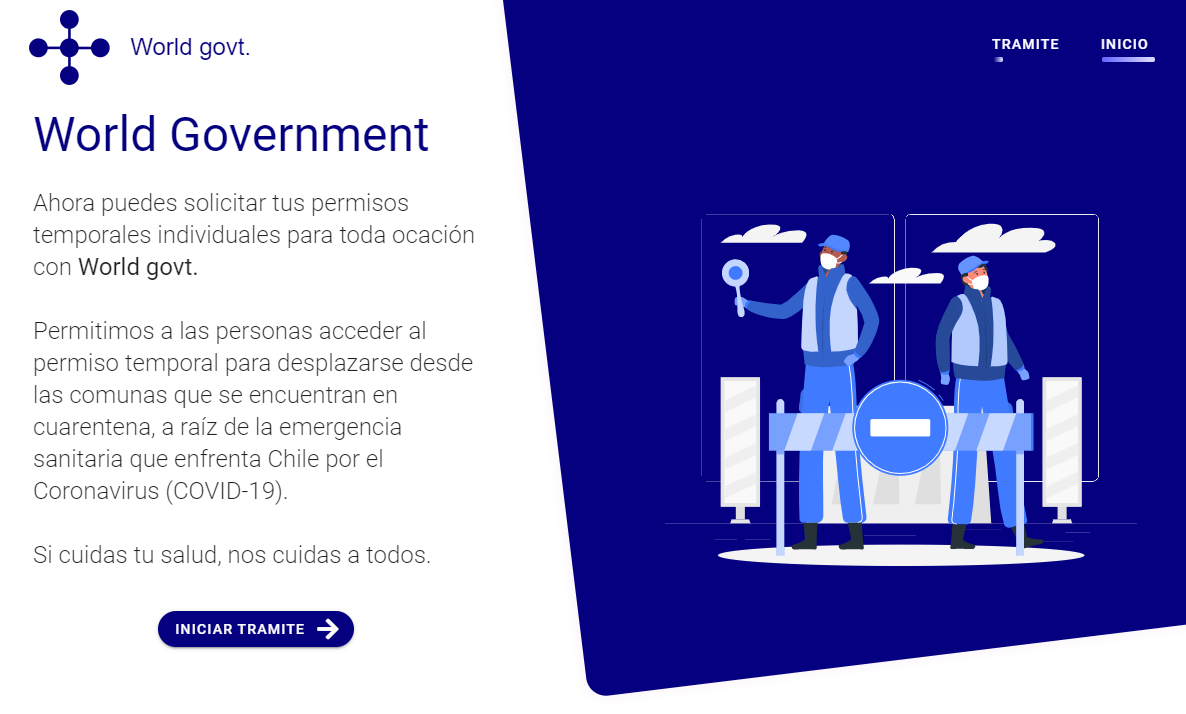 World govt.
TRAMITE
INICIO
World Government
Ahora puedes solicitar tus permisos
temporales individuales para toda ocación
con World govt.
Permitimos a las personas acceder al
permiso temporal para desplazarse desde
las comunas que se encuentran en
cuarentena, a raíz de la emergencia
sanitaria que enfrenta Chile por el
Coronavirus (COVID-19).
Si cuidas tu salud, nos cuidas a todos.
INICIAR TRAMITE